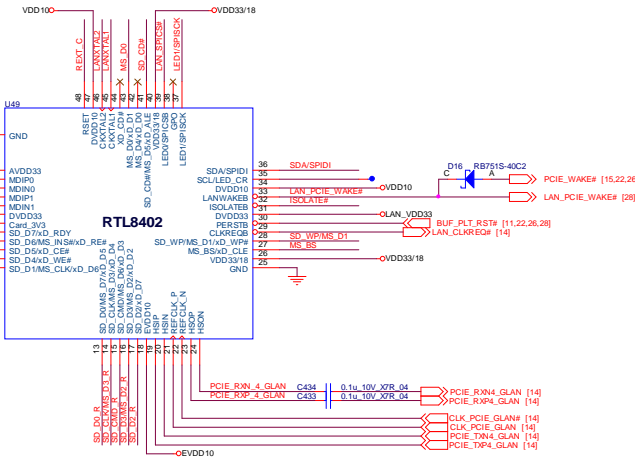 VDD10
VDD33/18
REXT_C
LANXTAL2
LANXTAL1
MS_D0
SD_CD#
LAN_SPICS#
LED1/SPISCK
48
47
46
45
44
43
42
41
40
39
38
37
U49
RSET
DVDD10
CKXTAL2
CKXTAL1
XD_CD#
MS_D1/xD_D1
MS_D4/xD_D0
SD_CD#/MS_D5/xD_ALE
VDD33/18
LED0/SPICSB
GPO
LED1/SPISCK
GND
AVDD33
MDIP0
MDIN0
MDIP1
MDIN1
DVDD33
Card_3V3
SD_D7/xD_RDY
SD_D6/MS_INS#/xD_RE#
SD_D5/xD_CE#
SD_D4/xD_WE#
SD_D1/MS_CLK/xD_D6
RTL8402
SDA/SPIDI
SCL/LED_CR
DVDD10
LANWAKEB
ISOLATEB
DVDD33
PERSTB
CLKREQB
SD_WP/MS_D1/xD_WP#
MS_BS/xD_CLE
VDD33/18
GND
36
35
34
33
32
31
30
29
28
27
26
25
SDA/SPIDI
VDD10
LAN_PCIE_WAKE#
ISOLATE#
LAN_VDD33
BUF_PLT_RST# [11,22,26,28]
LAN_CLKREQ# [14]
SD_WP/MS_D1
MS_BS
VDD33/18
D16
RB751S-40C2
C
A
PCIE_WAKE# [15,22,26
LAN_PCIE_WAKE# [28]
SD_D0/MS_D7/xD_D5
SD_CLK/MS_D3/xD_D4
SD_CMD/MS_D6/xD_D3
SD_D3/MS_D2/xD_D2
SD_D2/xD_D7
EVDD10
HSIP
HSIN
REFCLK_P
REFCLK_N
HSOP
HSON
13
14
15
16
17
18
19
20
21
22
23
24
SD_D0_R
SD_CLK/MS_D3_R
SD_CMD_R
SD_D3/MS_D2_R
SD_D2_R
PCIE_RXN_4_GLAN
C434
0.1u_10V_X7R_04
PCIE_RXN4_GLAN [14]
PCIE_RXP_4_GLAN
C433
0.1u_10V_X7R_04
PCIE_RXP4_GLAN [14]
CLK_PCIE_GLAN# [14]
CLK_PCIE_GLAN [14]
PCIE_TXN4_GLAN [14]
PCIE_TXP4_GLAN [14]
EVDD10